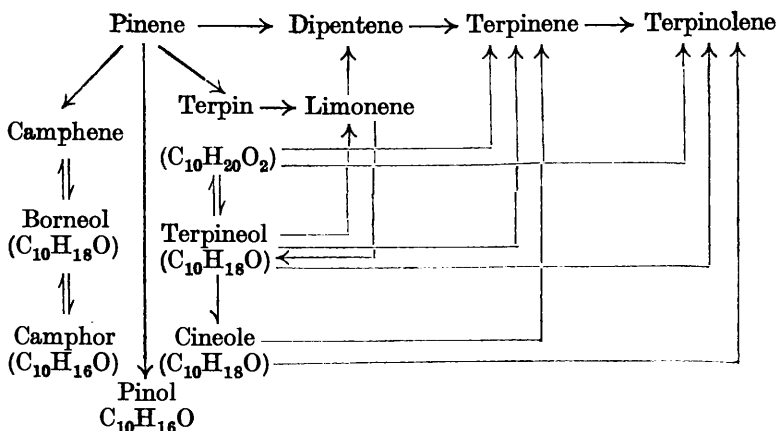 Pinene → Dipentene → Terpinene → Terpinolene
Terpin → Limonene
Camphene
(C₁₀H₂₀O₂)
Borneol
(C₁₀H₁₈O)
Terpineol
(C₁₀H₁₈O)
Camphor
(C₁₀H₁₆O)
Cineole
(C₁₀H₁₈O)
Pinol
C₁₀H₁₆O